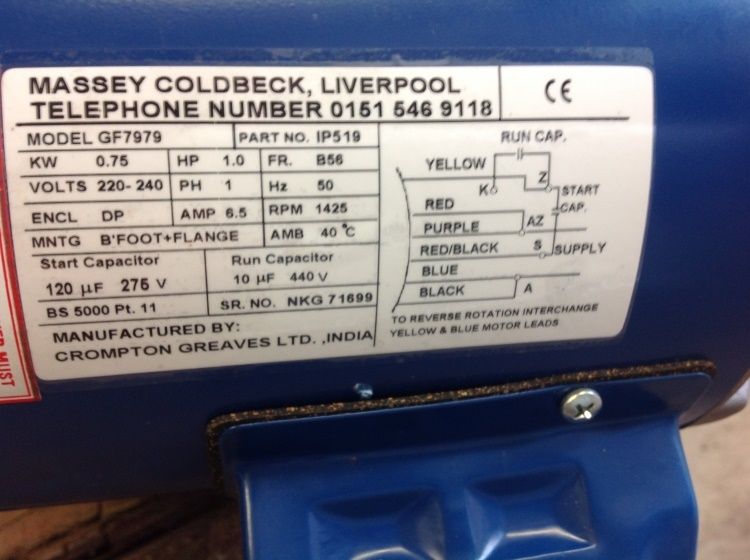 MASSEY COLDBECK, LIVERPOOL
TELEPHONE NUMBER 0151 546 9118
CE
MODEL GF7979 PART NO. IP519
KW 0.75 HP 1.0 FR. B56
VOLTS 220-240 PH 1 Hz 50
ENCL DP AMP 6.5 RPM 1425
MNTG B'FOOT+FLANGE AMB 40°C
Start Capacitor Run Capacitor
120 µF 275 V 10 µF 440 V
BS 5000 Pt. 11 SR. NO. NKG 71699
MANUFACTURED BY:
CROMPTON GREAVES LTD. ,INDIA
RUN CAP.
YELLOW
K Z START
CAP.
RED
PURPLE AZ
RED/BLACK S SUPPLY
BLUE
BLACK A
TO REVERSE ROTATION INTERCHANGE
YELLOW & BLUE MOTOR LEADS
MUST